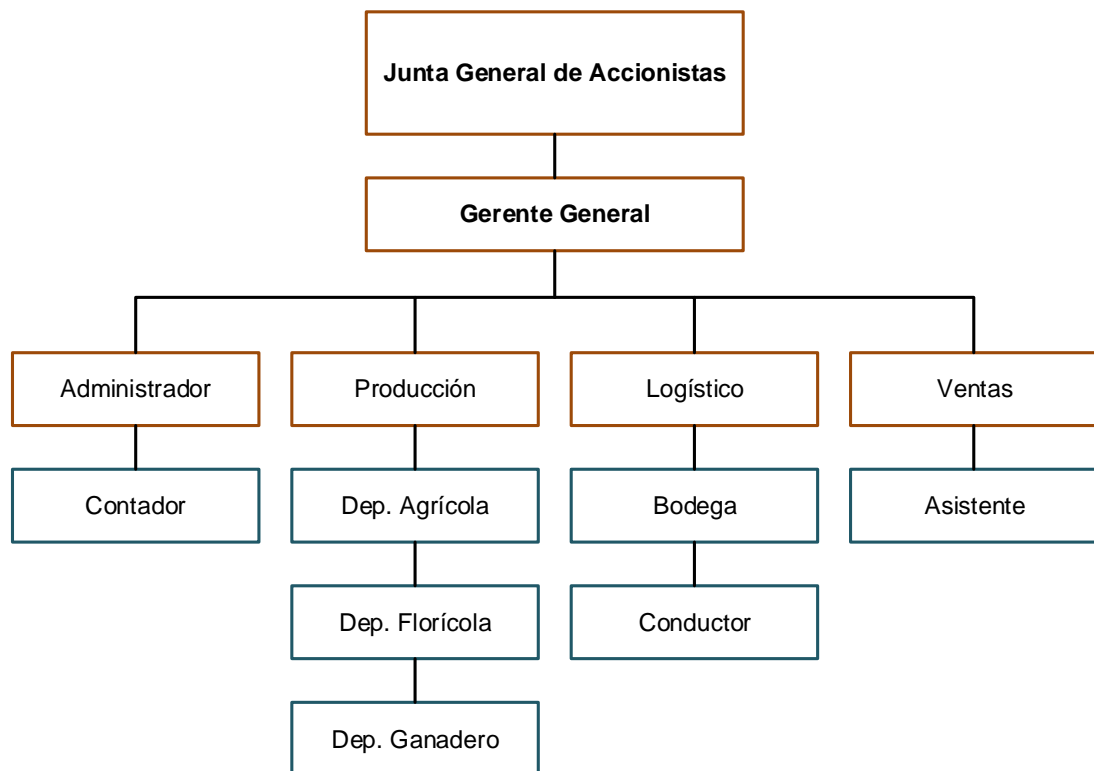 Junta General de Accionistas
Gerente General
Administrador
Producción
Logístico
Ventas
Contador
Dep. Agrícola
Bodega
Asistente
Dep. Florícola
Conductor
Dep. Ganadero